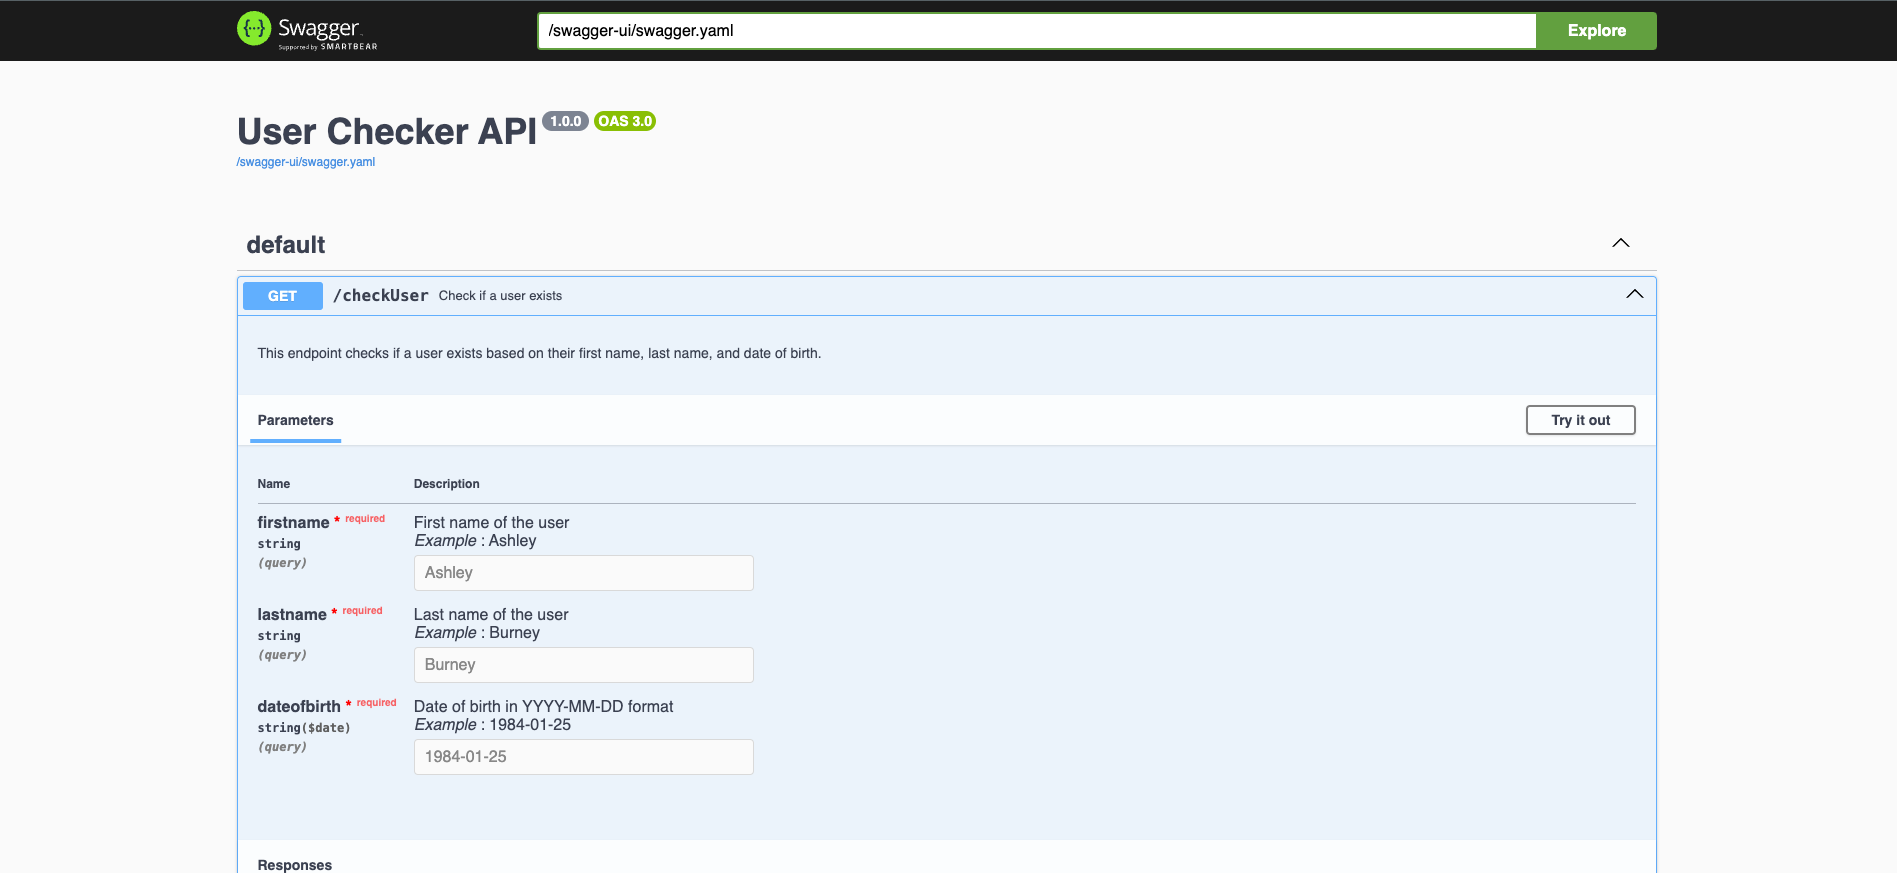 Swagger
Supported by SMARTBEAR
/swagger-ui/swagger.yaml
Explore
User Checker API 1.0.0 OAS 3.0
/swagger-ui/swagger.yaml
default
GET /checkUser Check if a user exists
This endpoint checks if a user exists based on their first name, last name, and date of birth.
Parameters
Try it out
Name Description
firstname * required
string
(query)
First name of the user
Example : Ashley
Ashley
lastname * required
string
(query)
Last name of the user
Example : Burney
Burney
dateofbirth * required
string($date)
(query)
Date of birth in YYYY-MM-DD format
Example : 1984-01-25
1984-01-25
Responses